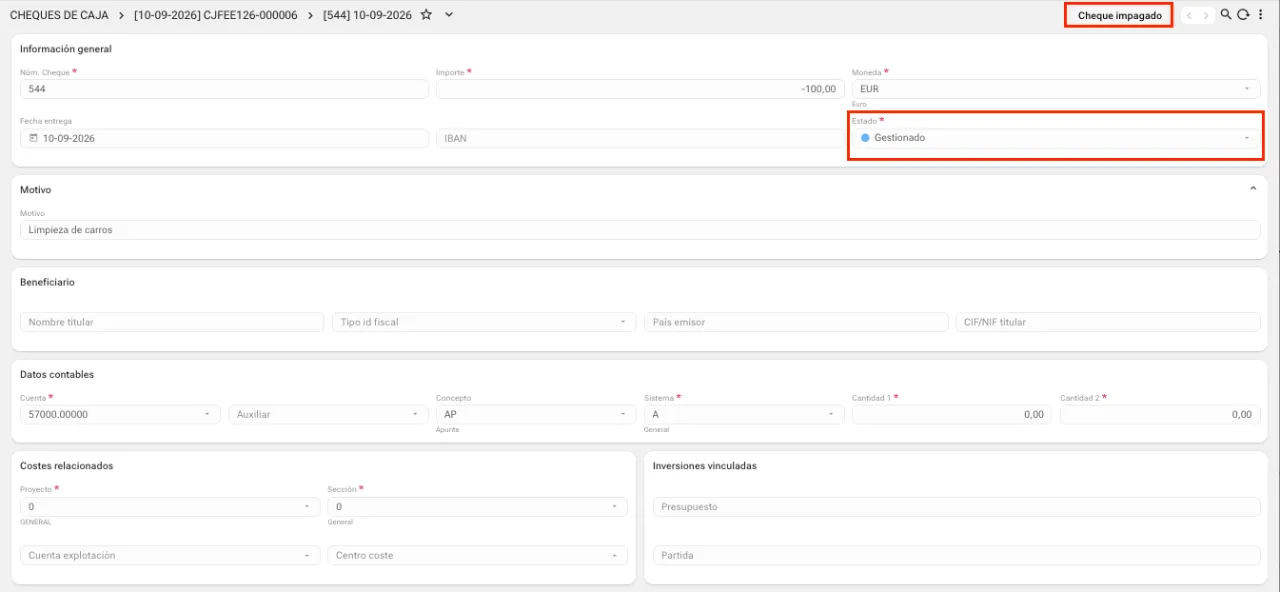 CHEQUES DE CAJA > [10-09-2026] CJFEE126-000006 > [544] 10-09-2026 Cheque impagado
Información general
Núm. Cheque * Importe * Moneda *
544 -100,00 EUR
Euro
Fecha entrega Estado *
10-09-2026 IBAN Gestionado
Motivo
Motivo
Limpieza de carros
Beneficiario
Nombre titular Tipo id fiscal País emisor CIF/NIF titular
Datos contables
Cuenta * Concepto Sistema * Cantidad 1 * Cantidad 2 *
57000.00000 Auxiliar AP A 0,00 0,00
Apunte General
Costes relacionados Inversiones vinculadas
Proyecto * Sección *
0 0 Presupuesto
GENERAL General
Cuenta explotación Centro coste Partida